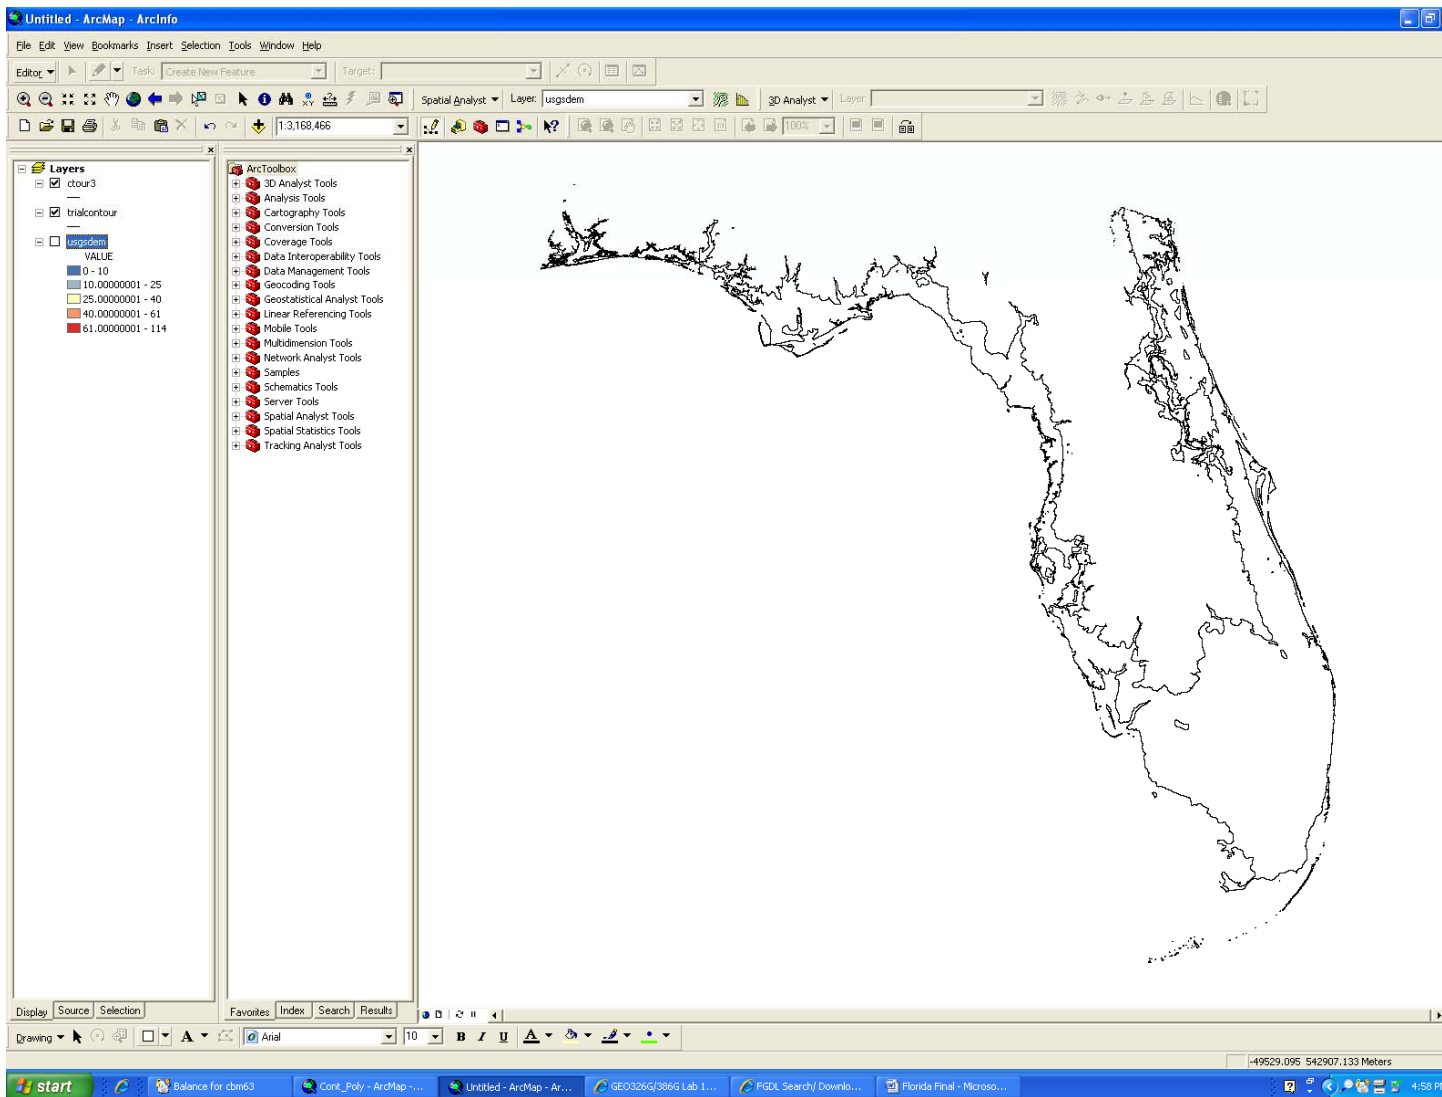 Untitled - ArcMap - ArcInfo
File Edit View Bookmarks Insert Selection Tools Window Help
Editor Task: Create New Feature Target:
Spatial Analyst Layer: usgsdem 3D Analyst Layer:
1:3,168,466 100%
Layers
ctour3
trialcontour
usgsdem
VALUE
0 - 10
10.00000001 - 25
25.00000001 - 40
40.00000001 - 61
61.00000001 - 114
ArcToolbox
3D Analyst Tools
Analysis Tools
Cartography Tools
Conversion Tools
Coverage Tools
Data Interoperability Tools
Data Management Tools
Geocoding Tools
Geostatistical Analyst Tools
Linear Referencing Tools
Mobile Tools
Multidimension Tools
Network Analyst Tools
Samples
Schematics Tools
Server Tools
Spatial Analyst Tools
Spatial Statistics Tools
Tracking Analyst Tools
Display Source Selection
Favorites Index Search Results
Drawing A Arial 10 B I U A
-49529.095 542907.133 Meters
start Balance for cbm63 Cont_Poly - ArcMap -... Untitled - ArcMap - Ar... GEO326G/386G Lab 1... FGDL Search/ Downlo... Florida Final - Microso... 4:58 PM